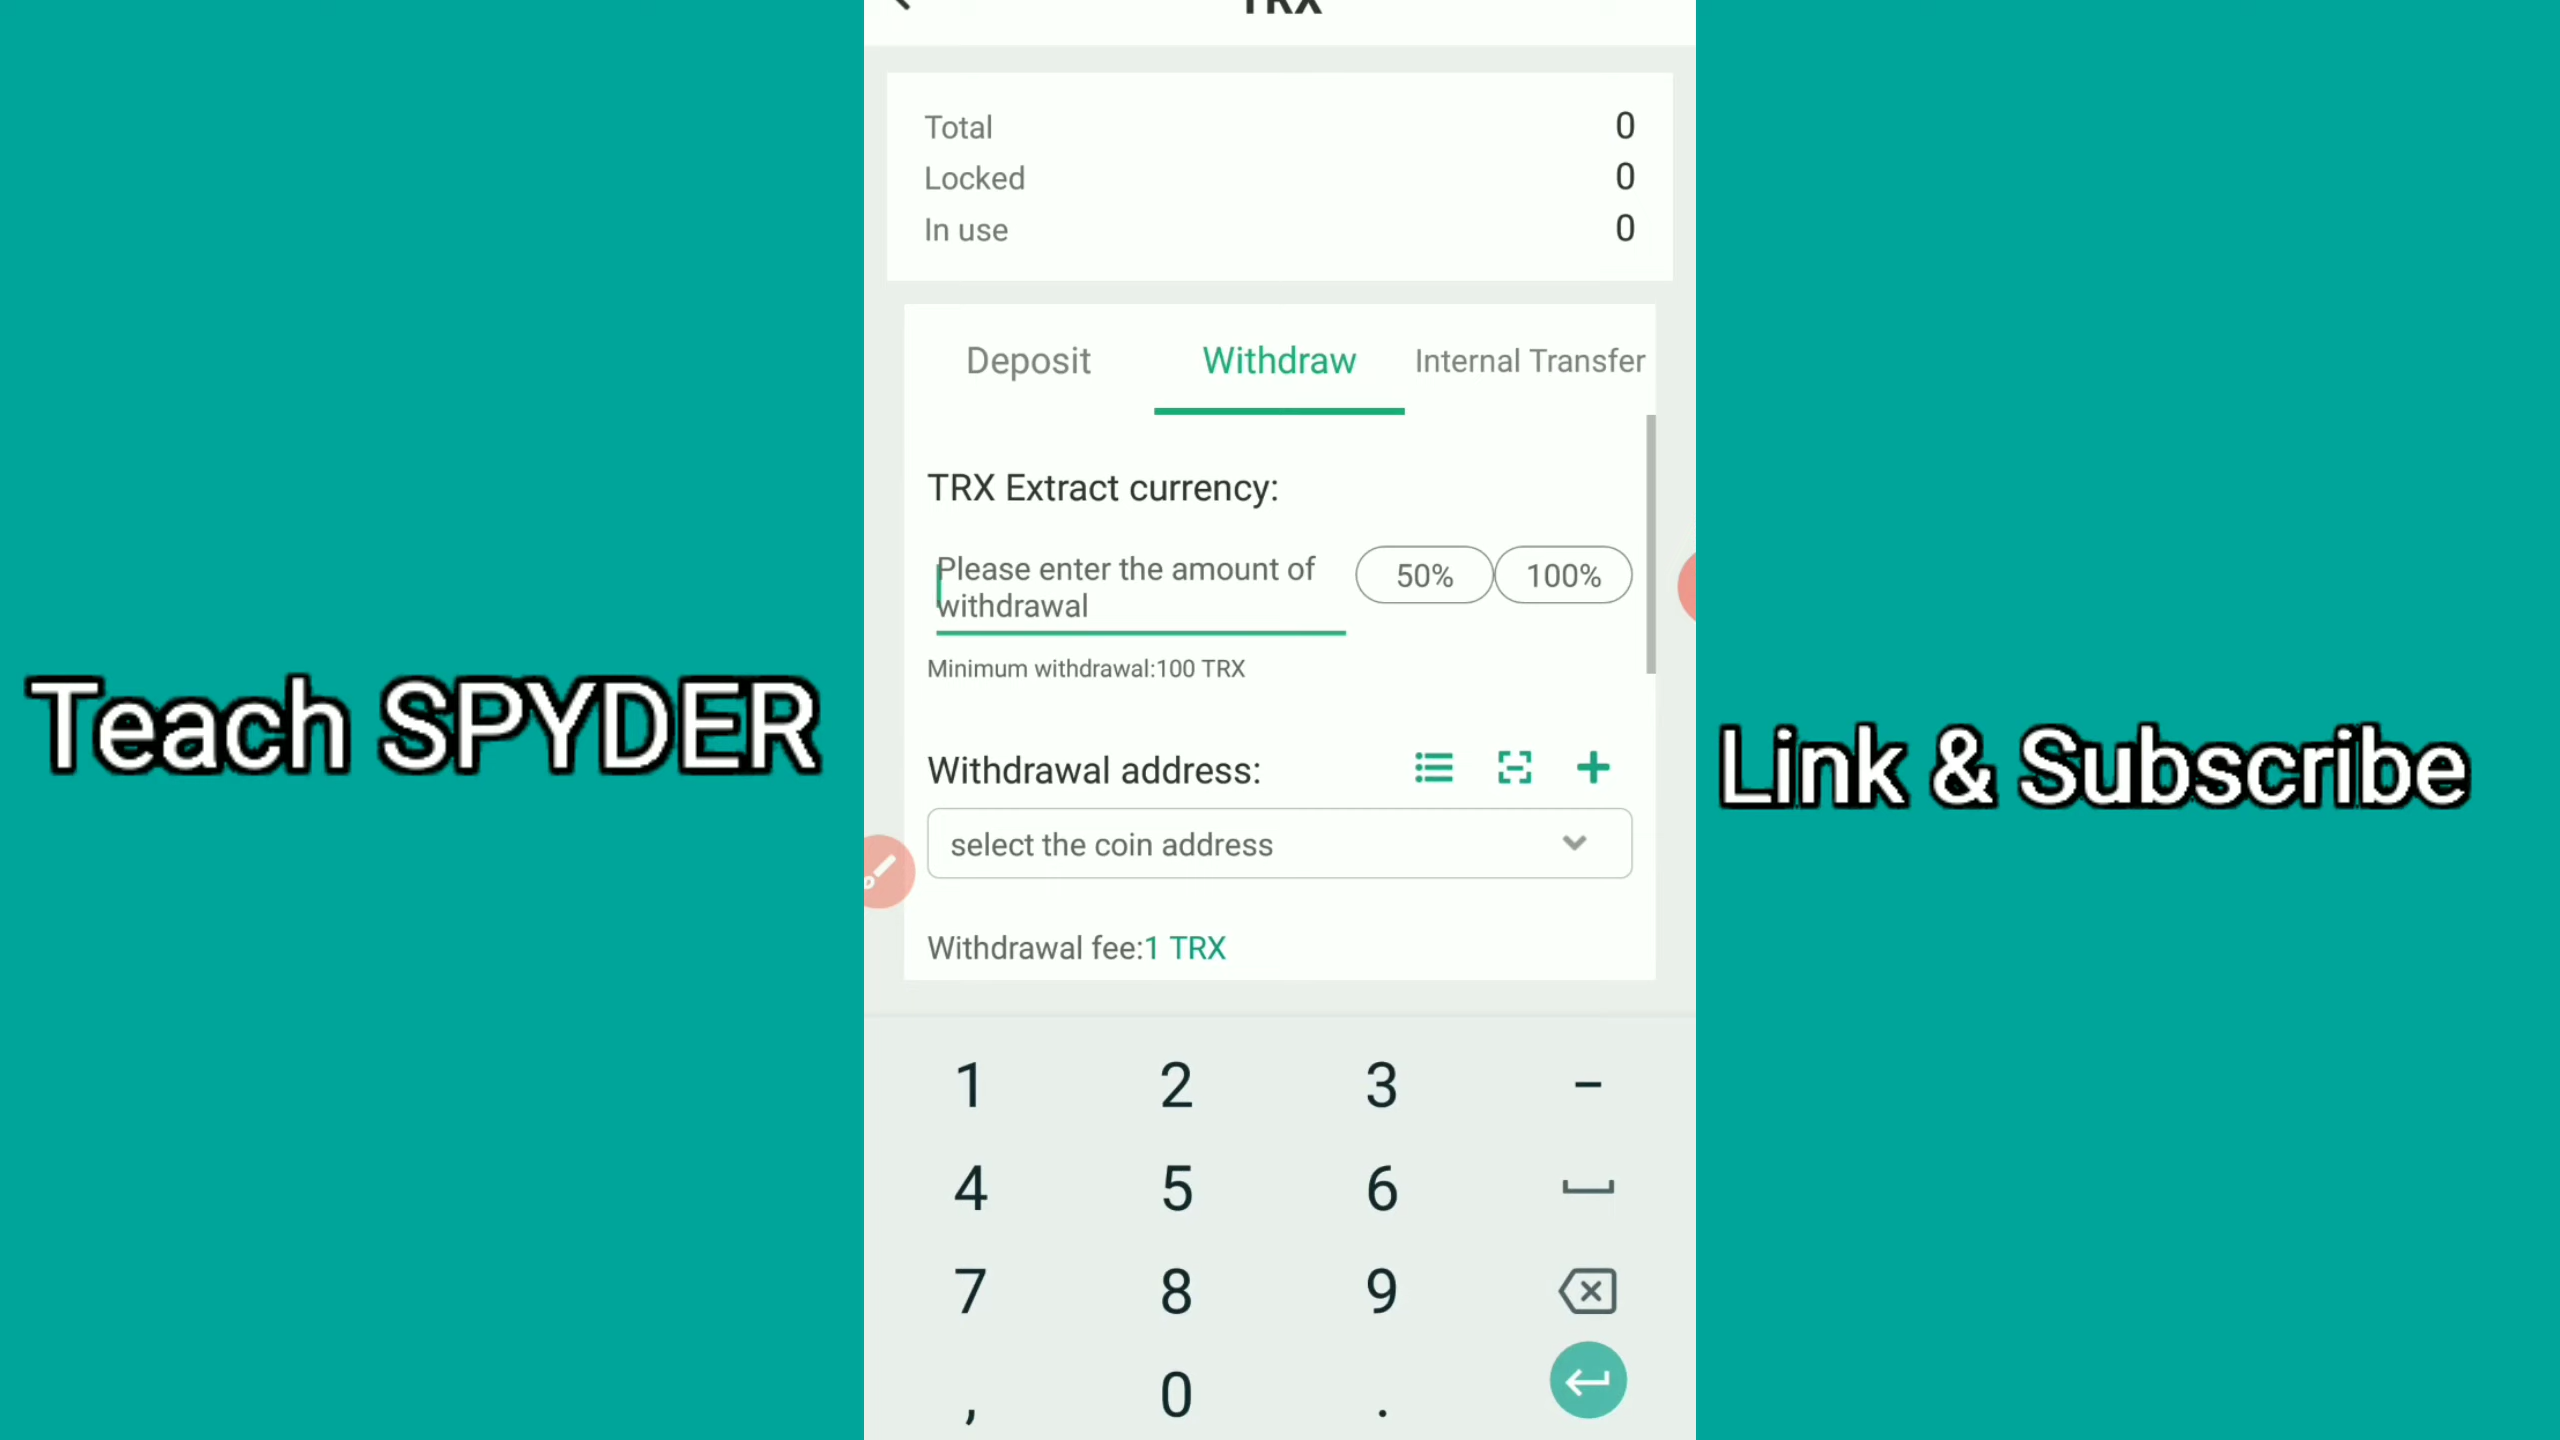 TRX
Total 0
Locked 0
In use 0
Deposit Withdraw Internal Transfer
TRX Extract currency:
Please enter the amount of
withdrawal
50% 100%
Minimum withdrawal:100 TRX
Teach SPYDER
Link & Subscribe
Withdrawal address:
select the coin address
Withdrawal fee:1 TRX
1 2 3 -
4 5 6
7 8 9
, 0 .